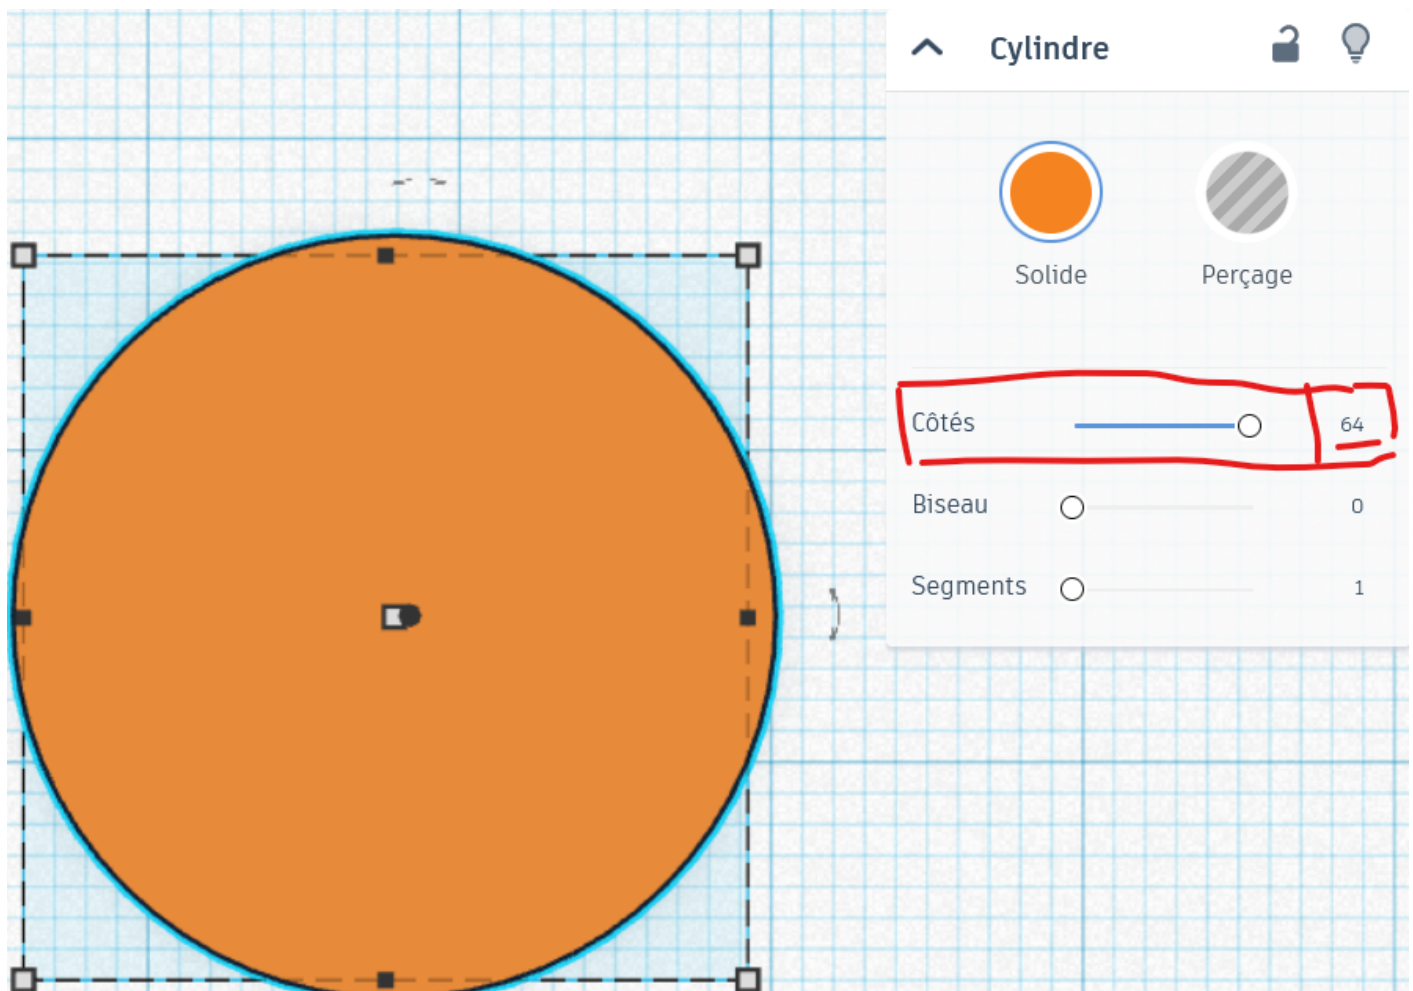 Cylindre
Solide Perçage
Côtés 64
Biseau 0
Segments 1